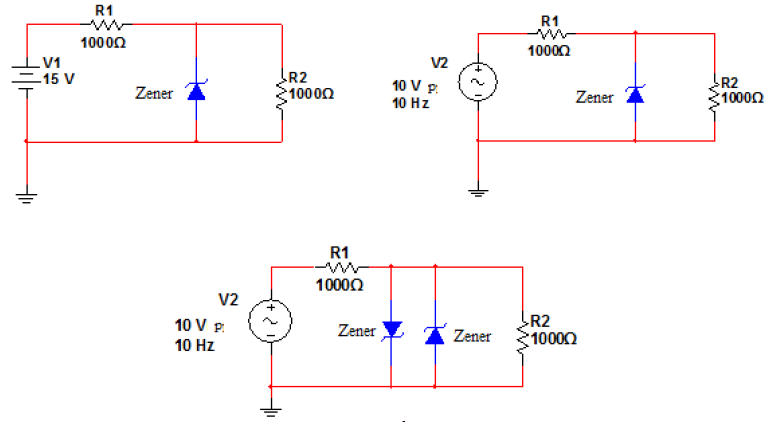 R1
1000Ω
V1
15 V
Zener
R2
1000Ω
R1
1000Ω
V2
10 V p:
10 Hz
Zener
R2
1000Ω
R1
1000Ω
V2
10 V p:
10 Hz
Zener
Zener
R2
1000Ω